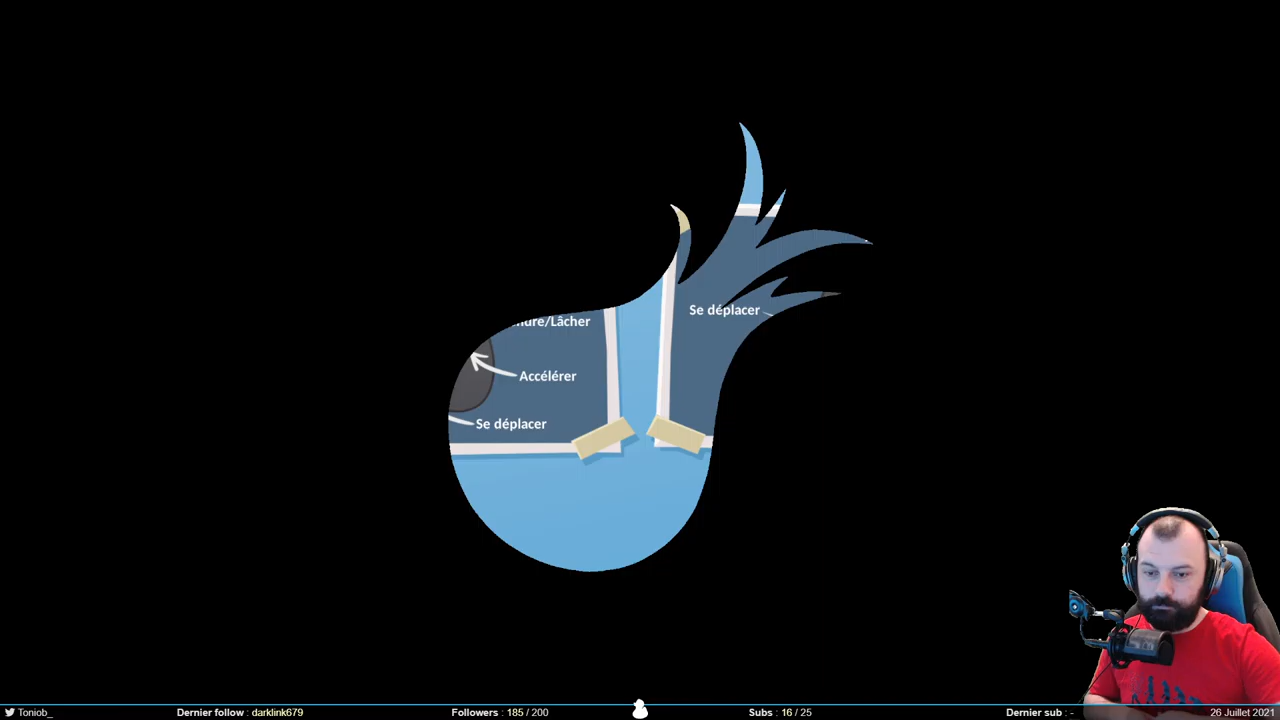 Se déplacer
/Lâcher
Accélérer
Se déplacer
Toniob_
Dernier follow : darklink679
Followers : 185 / 200
Subs : 16 / 25
Dernier sub : -
26 Juillet 2021